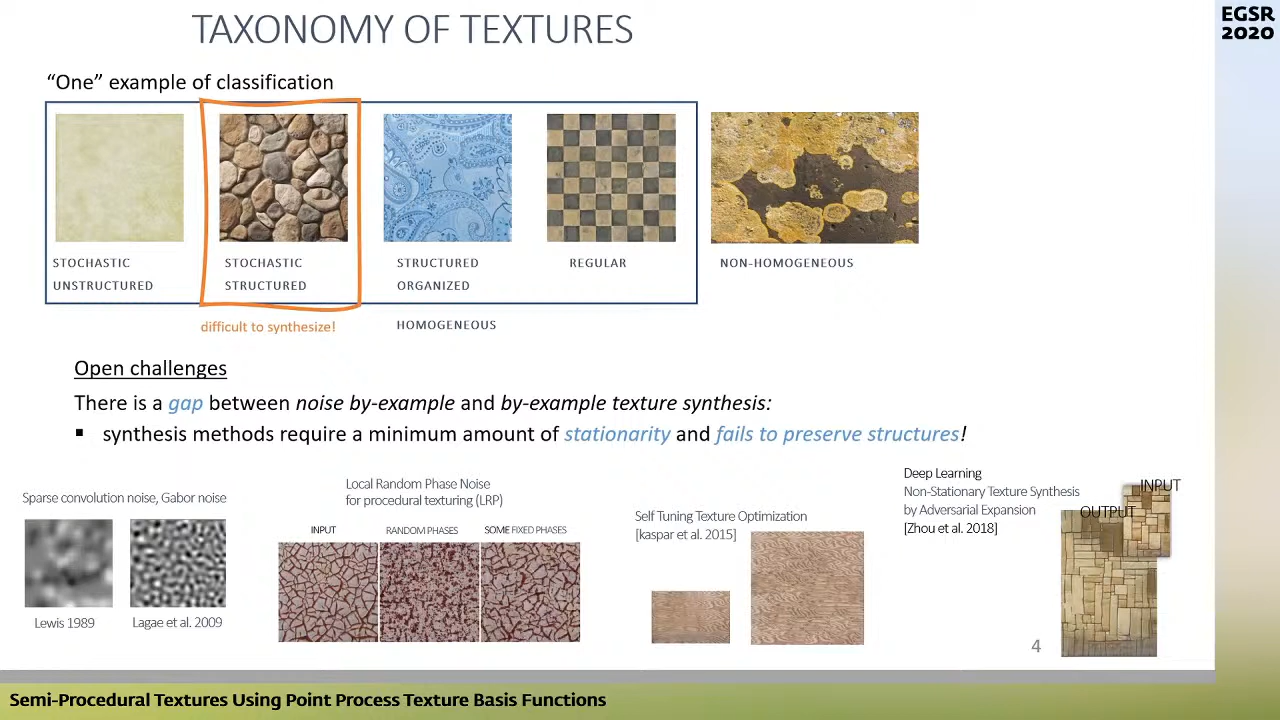 TAXONOMY OF TEXTURES
EGSR
2020
“One” example of classification
STOCHASTIC
UNSTRUCTURED
STOCHASTIC
STRUCTURED
STRUCTURED
ORGANIZED
REGULAR
NON-HOMOGENEOUS
difficult to synthesize!
HOMOGENEOUS
Open challenges
There is a gap between noise by-example and by-example texture synthesis:
▪ synthesis methods require a minimum amount of stationarity and fails to preserve structures!
Sparse convolution noise, Gabor noise
Lewis 1989
Lagae et al. 2009
Local Random Phase Noise
for procedural texturing (LRP)
INPUT
RANDOM PHASES
SOME FIXED PHASES
Self Tuning Texture Optimization
[kaspar et al. 2015]
Deep Learning
Non-Stationary Texture Synthesis
by Adversarial Expansion
[Zhou et al. 2018]
INPUT
OUTPUT
4
Semi-Procedural Textures Using Point Process Texture Basis Functions